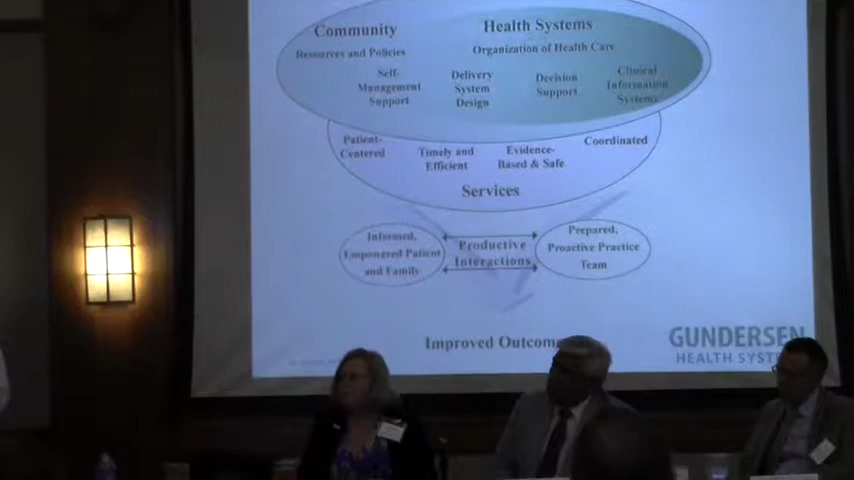 Community
Health Systems
Resources and Policies
Organization of Health Care
Self-
Management
Support
Delivery
System
Design
Decision
Support
Clinical
Information
Systems
Patient-
Centered
Timely and
Efficient
Evidence-
Based & Safe
Coordinated
Services
Informed,
Empowered Patient
and Family
Productive
Interactions
Prepared,
Proactive Practice
Team
Improved Outcome
GUNDERSEN
HEALTH SYSTEM